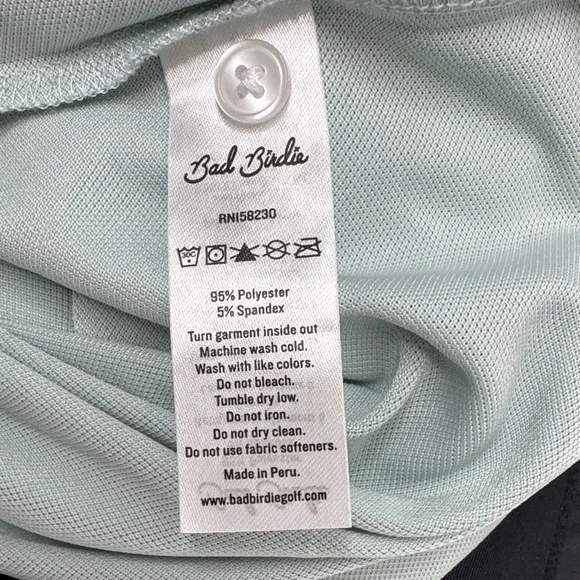 Bad Birdie
RN158230
30C
95% Polyester
5% Spandex
Turn garment inside out
Machine wash cold.
Wash with like colors.
Do not bleach.
Tumble dry low.
Do not iron.
Do not dry clean.
Do not use fabric softeners.
Made in Peru.
www.badbirdiegolf.com